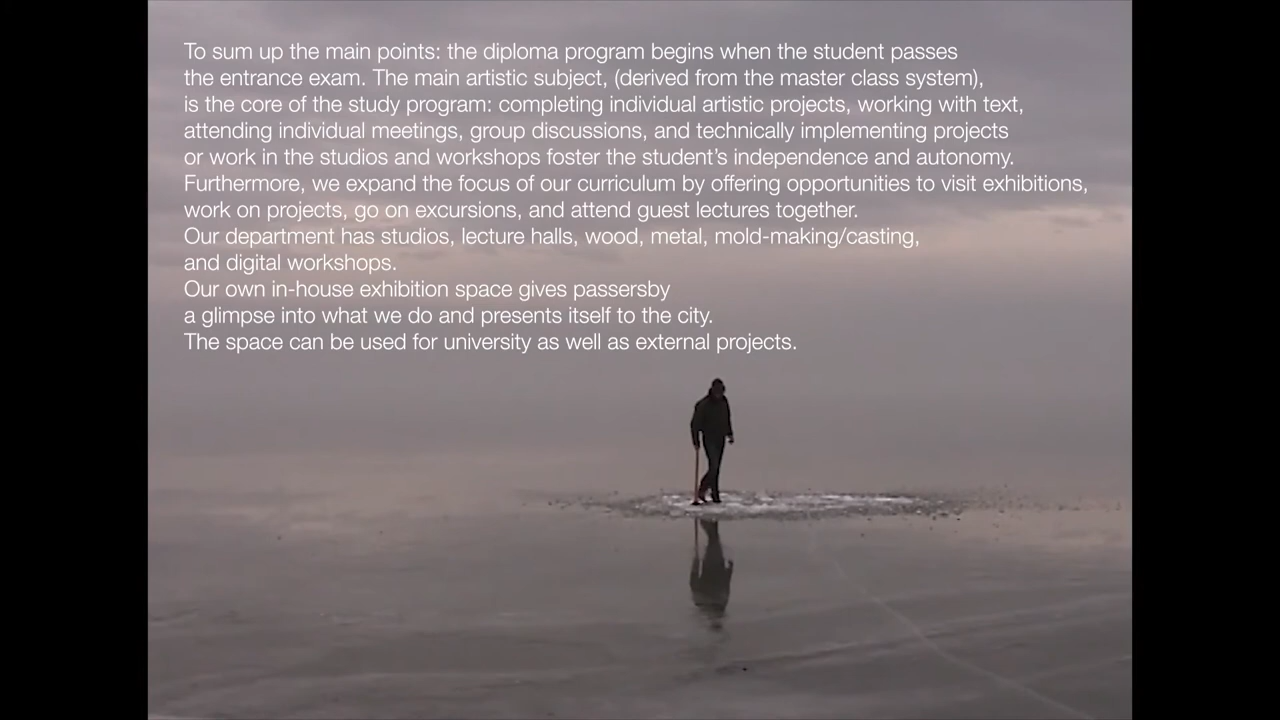 To sum up the main points: the diploma program begins when the student passes
the entrance exam. The main artistic subject, (derived from the master class system),
is the core of the study program: completing individual artistic projects, working with text,
attending individual meetings, group discussions, and technically implementing projects
or work in the studios and workshops foster the student’s independence and autonomy.
Furthermore, we expand the focus of our curriculum by offering opportunities to visit exhibitions,
work on projects, go on excursions, and attend guest lectures together.
Our department has studios, lecture halls, wood, metal, mold-making/casting,
and digital workshops.
Our own in-house exhibition space gives passersby
a glimpse into what we do and presents itself to the city.
The space can be used for university as well as external projects.